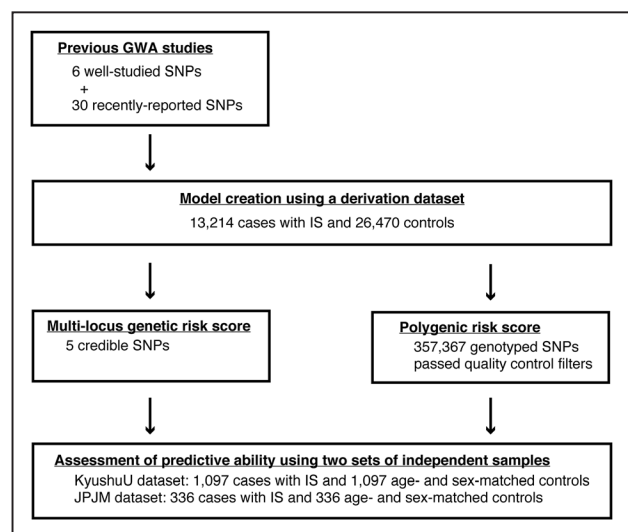 Previous GWA studies
6 well-studied SNPs
+
30 recently-reported SNPs
Model creation using a derivation dataset
13,214 cases with IS and 26,470 controls
Multi-locus genetic risk score
5 credible SNPs
Polygenic risk score
357,367 genotyped SNPs
passed quality control filters
Assessment of predictive ability using two sets of independent samples
KyushuU dataset: 1,097 cases with IS and 1,097 age- and sex-matched controls
JPJM dataset: 336 cases with IS and 336 age- and sex-matched controls